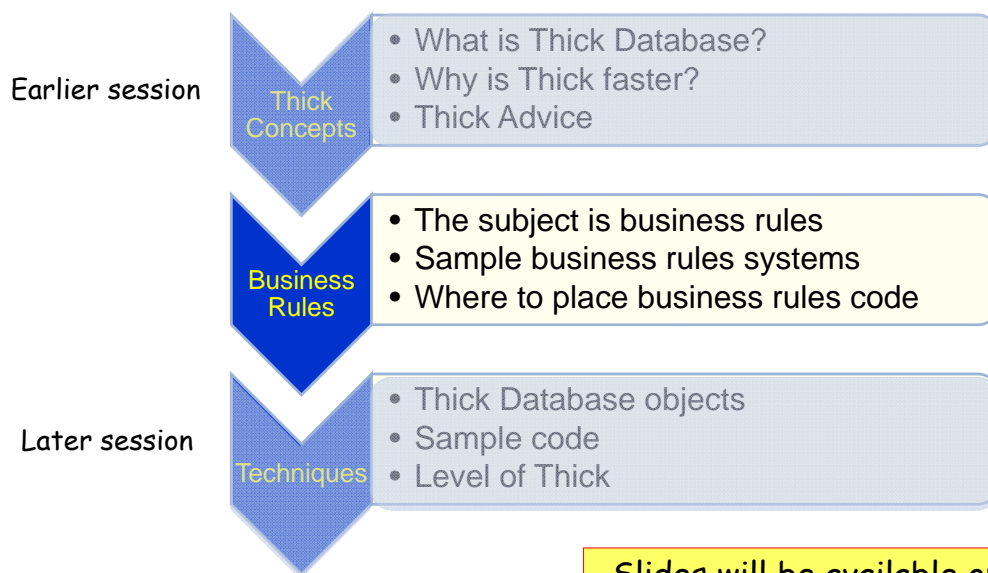 Earlier session
Thick
Concepts
• What is Thick Database?
• Why is Thick faster?
• Thick Advice
Business
Rules
• The subject is business rules
• Sample business rules systems
• Where to place business rules code
Later session
Techniques
• Thick Database objects
• Sample code
• Level of Thick
Slides will be available